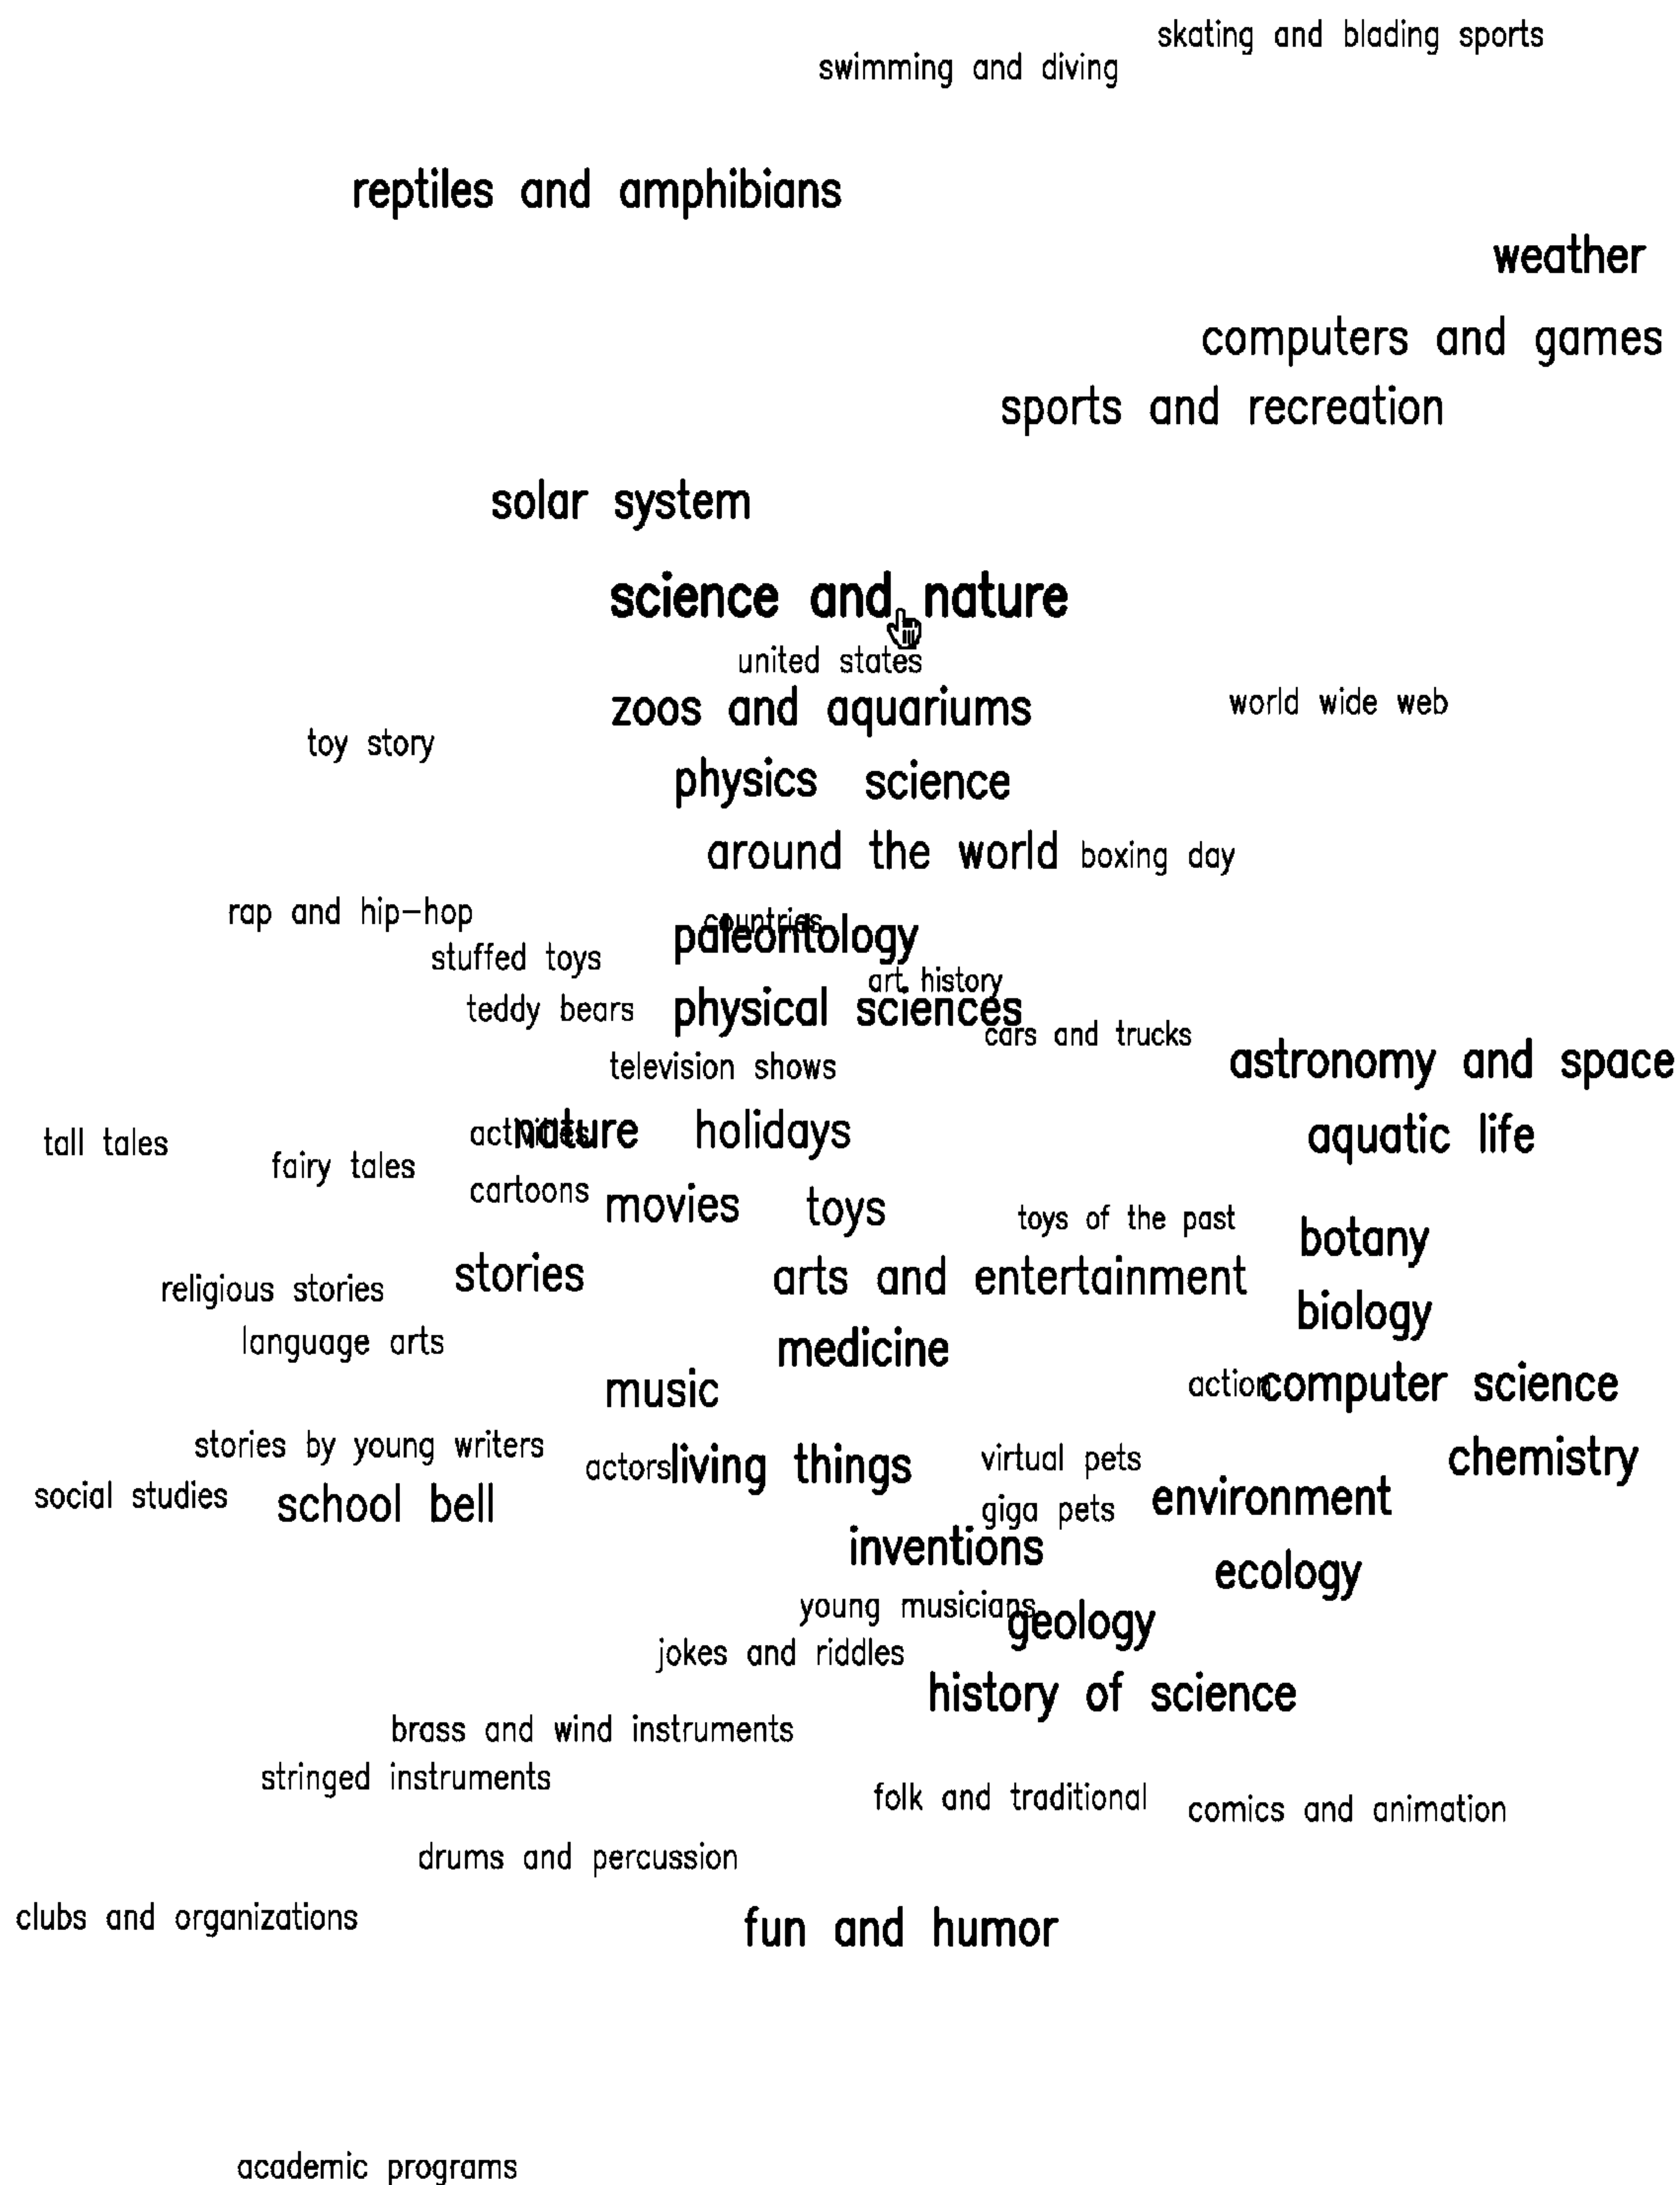 skating and blading sports
swimming and diving
reptiles and amphibians
weather
computers and games
sports and recreation
solar system
science and nature
united states
zoos and aquariums
world wide web
toy story
physics science
around the world boxing day
rap and hip-hop
countries
paleontology
stuffed toys
art history
teddy bears physical sciences
cars and trucks
astronomy and space
television shows
activities nature holidays
aquatic life
tall tales
fairy tales
cartoons
movies toys
toys of the past
botany
stories arts and entertainment
religious stories
biology
language arts
medicine
music
action computer science
stories by young writers
actors living things
virtual pets
chemistry
social studies
school bell
giga pets
environment
inventions
ecology
young musicians
geology
jokes and riddles
history of science
brass and wind instruments
stringed instruments
folk and traditional
comics and animation
drums and percussion
clubs and organizations
fun and humor
academic programs